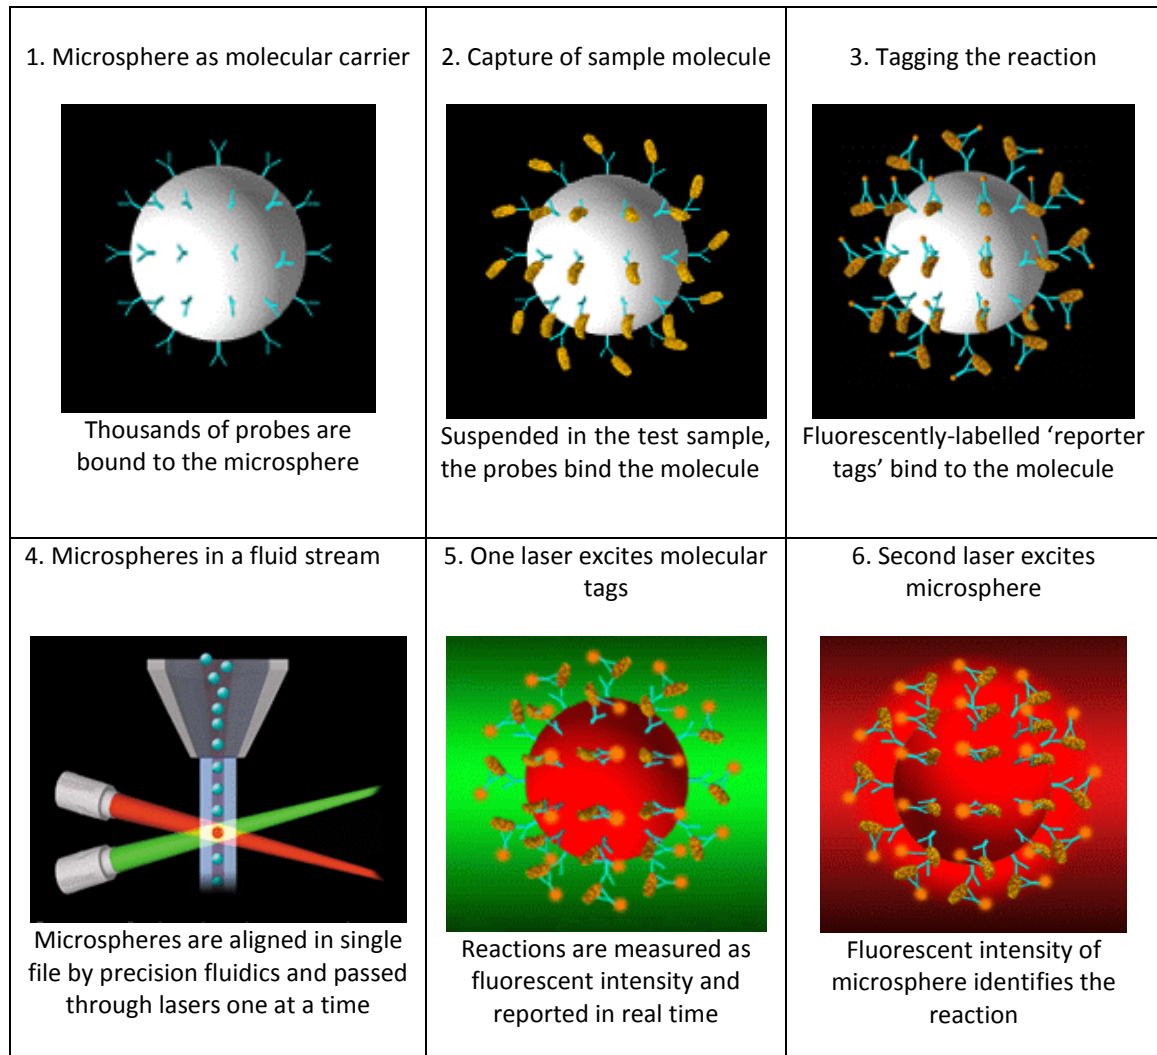 1. Microsphere as molecular carrier
Thousands of probes are
bound to the microsphere
2. Capture of sample molecule
Suspended in the test sample,
the probes bind the molecule
3. Tagging the reaction
Fluorescently-labelled ‘reporter
tags’ bind to the molecule
4. Microspheres in a fluid stream
Microspheres are aligned in single
file by precision fluidics and passed
through lasers one at a time
5. One laser excites molecular
tags
Reactions are measured as
fluorescent intensity and
reported in real time
6. Second laser excites
microsphere
Fluorescent intensity of
microsphere identifies the
reaction